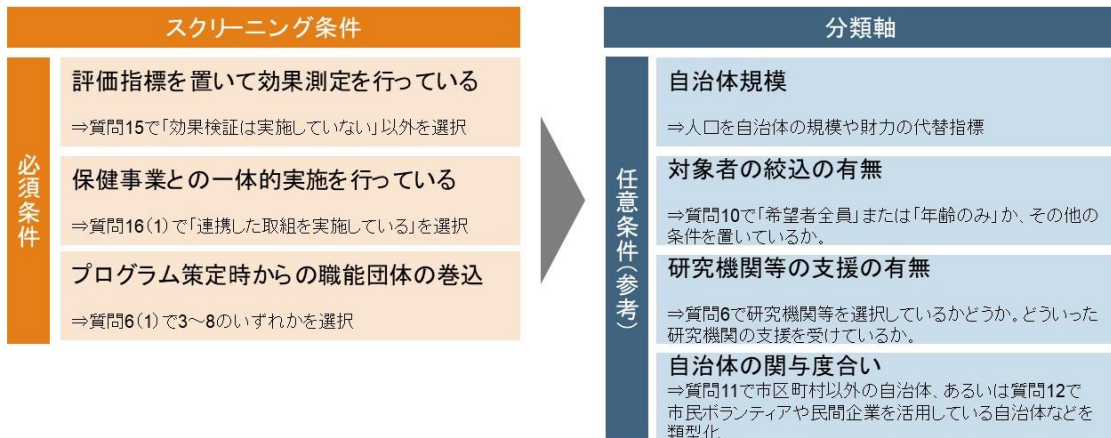 スクリーニング条件
必須条件
評価指標を置いて効果測定を行っている
⇒質問15で「効果検証は実施していない」以外を選択
保健事業との一体的実施を行っている
⇒質問16(1)で「連携した取組を実施している」を選択
プログラム策定時からの職能団体の巻込
⇒質問6(1)で3～8のいずれかを選択
分類軸
任意条件(参考)
自治体規模
⇒人口を自治体の規模や財力の代替指標
対象者の絞込の有無
⇒質問10で「希望者全員」または「年齢のみ」か、その他の
条件を置いているか。
研究機関等の支援の有無
⇒質問6で研究機関等を選択しているかどうか。どういった
研究機関の支援を受けているか。
自治体の関与度合い
⇒質問11で市区町村以外の自治体、あるいは質問12で
市民ボランティアや民間企業を活用している自治体などを
類型化